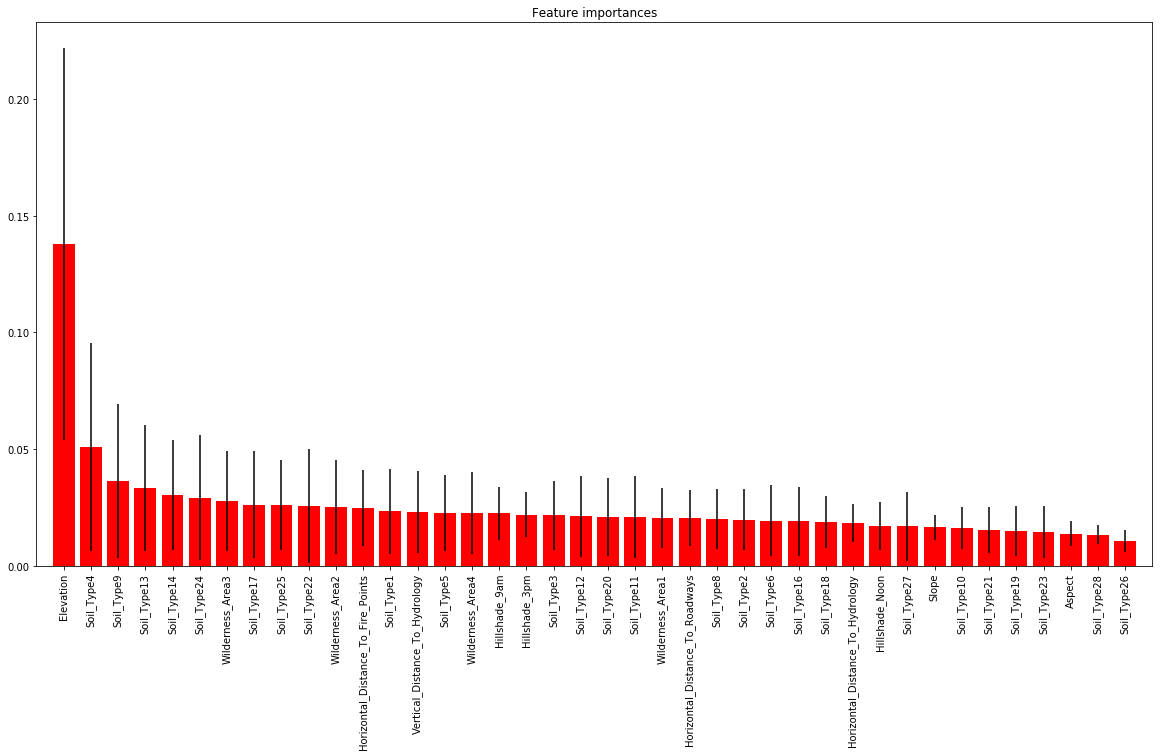 Feature importances
0.20
0.15
0.10
0.05
0.00
Elevation
Soil_Type4
Soil_Type9
Soil_Type13
Soil_Type14
Soil_Type24
Wilderness_Area3
Soil_Type17
Soil_Type25
Soil_Type22
Wilderness_Area2
Horizontal_Distance_To_Fire_Points
Soil_Type1
Vertical_Distance_To_Hydrology
Soil_Type5
Wilderness_Area4
Hillshade_9am
Hillshade_3pm
Soil_Type3
Soil_Type12
Soil_Type20
Soil_Type11
Wilderness_Area1
Horizontal_Distance_To_Roadways
Soil_Type8
Soil_Type2
Soil_Type6
Soil_Type16
Soil_Type18
Horizontal_Distance_To_Hydrology
Hillshade_Noon
Soil_Type27
Slope
Soil_Type10
Soil_Type21
Soil_Type19
Soil_Type23
Aspect
Soil_Type28
Soil_Type26